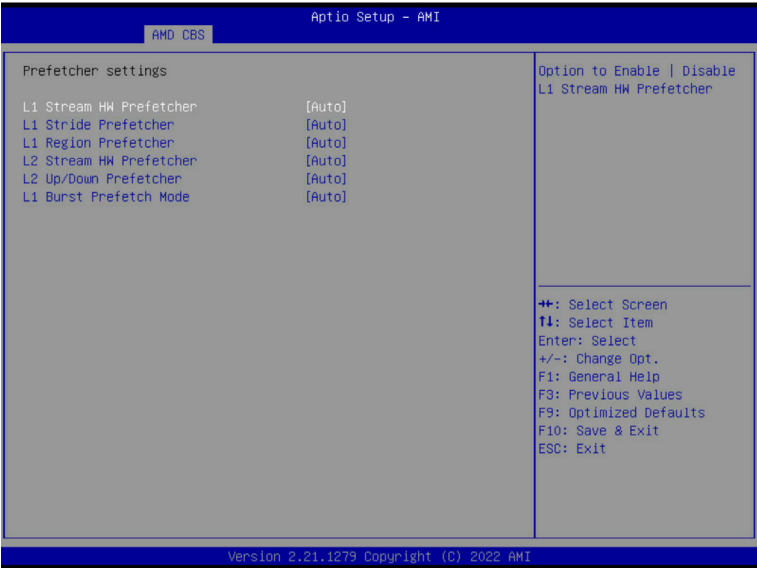 Aptio Setup – AMI
AMD CBS
Prefetcher settings
L1 Stream HW Prefetcher [Auto]
L1 Stride Prefetcher [Auto]
L1 Region Prefetcher [Auto]
L2 Stream HW Prefetcher [Auto]
L2 Up/Down Prefetcher [Auto]
L1 Burst Prefetch Mode [Auto]
Option to Enable | Disable
L1 Stream HW Prefetcher
→←: Select Screen
↑↓: Select Item
Enter: Select
+/-: Change Opt.
F1: General Help
F3: Previous Values
F9: Optimized Defaults
F10: Save & Exit
ESC: Exit
Version 2.21.1279 Copyright (C) 2022 AMI